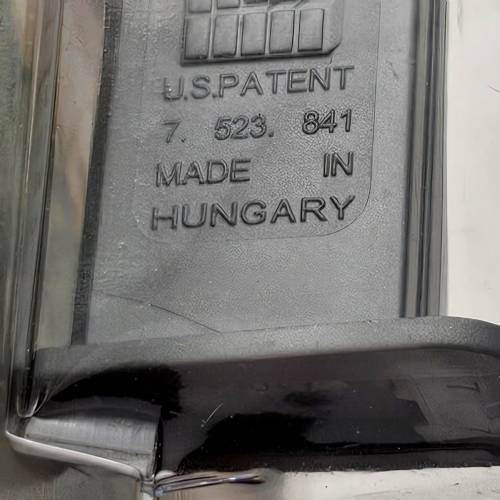 U.S.PATENT
7. 523. 841
MADE IN
HUNGARY